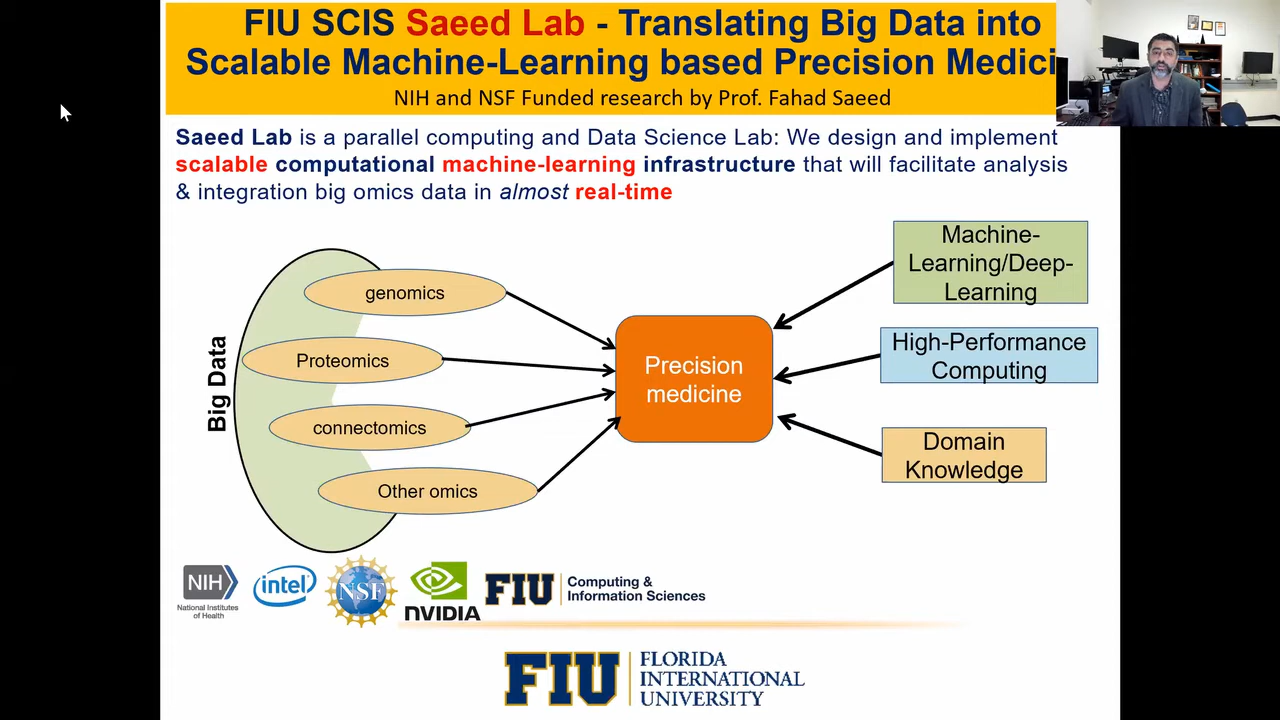 FIU SCIS Saeed Lab - Translating Big Data into
Scalable Machine-Learning based Precision Medici
NIH and NSF Funded research by Prof. Fahad Saeed
Saeed Lab is a parallel computing and Data Science Lab: We design and implement
scalable computational machine-learning infrastructure that will facilitate analysis
& integration big omics data in almost real-time
Big Data
genomics
Proteomics
connectomics
Other omics
Precision
medicine
Machine-
Learning/Deep-
Learning
High-Performance
Computing
Domain
Knowledge
NIH
National Institutes
of Health
intel
NSF
NVIDIA
FIU
Computing &
Information Sciences
FIU
FLORIDA
INTERNATIONAL
UNIVERSITY